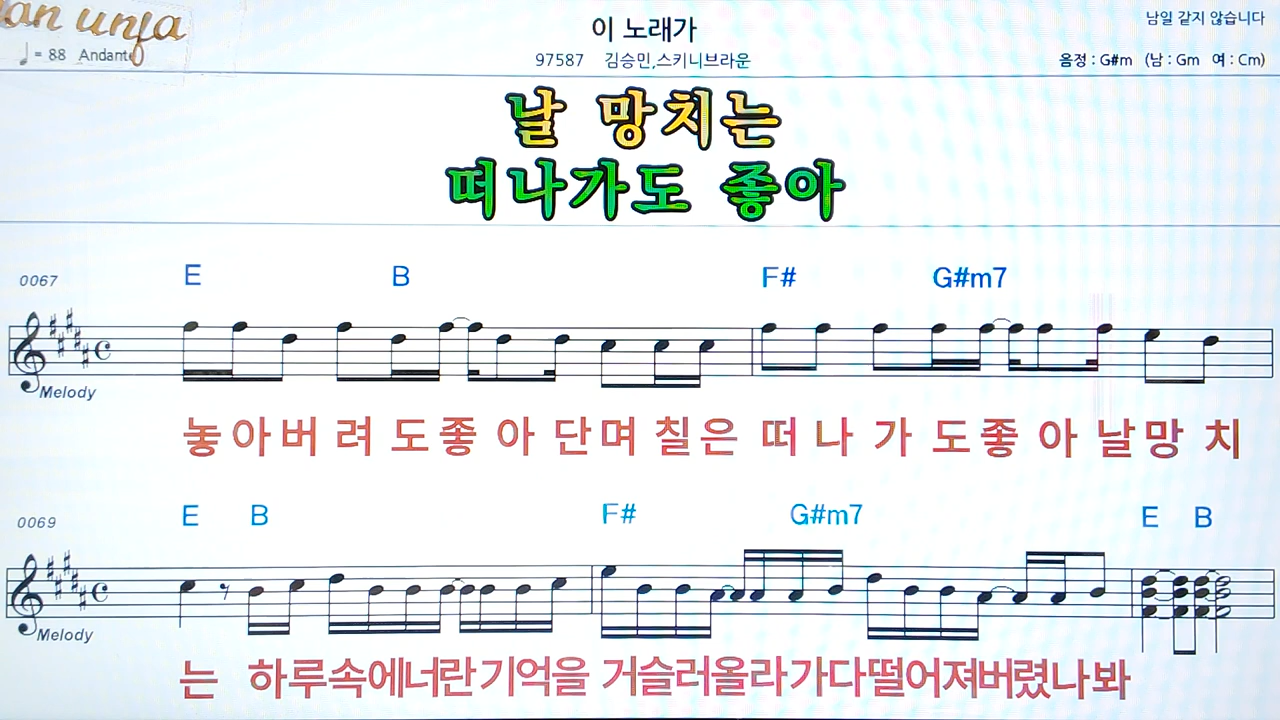 an unja
이 노래가
남일 같지 않습니다
♩ = 88 Andante
97587 김승민,스키니브라운
음정 : G#m (남 : Gm 여 : Cm)
날 망치는
떠나가도 좋아
0067
E B F# G#m7
Melody
놓아버려도좋아단며칠은떠나가도좋아날망치
0069
E B F# G#m7 E B
Melody
는 하루속에너란기억을 거슬러올라가다떨어져버렸나봐